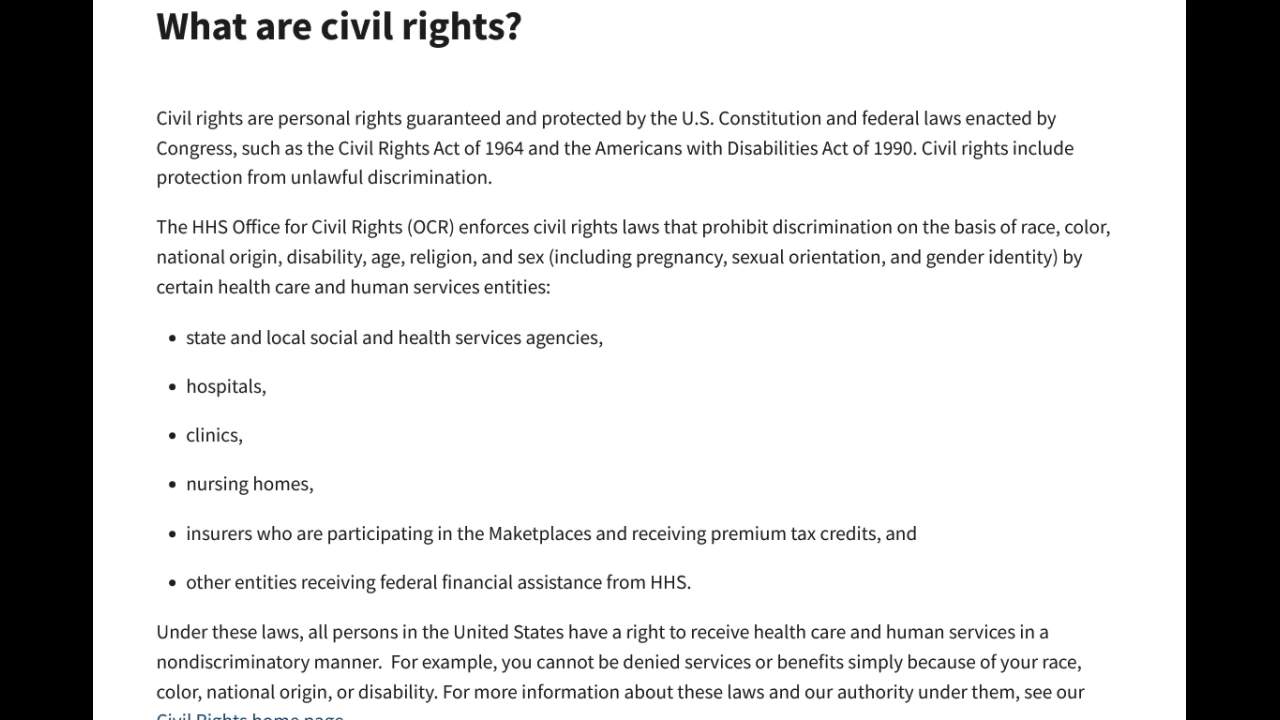 What are civil rights?
Civil rights are personal rights guaranteed and protected by the U.S. Constitution and federal laws enacted by
Congress, such as the Civil Rights Act of 1964 and the Americans with Disabilities Act of 1990. Civil rights include
protection from unlawful discrimination.
The HHS Office for Civil Rights (OCR) enforces civil rights laws that prohibit discrimination on the basis of race, color,
national origin, disability, age, religion, and sex (including pregnancy, sexual orientation, and gender identity) by
certain health care and human services entities:
• state and local social and health services agencies,
• hospitals,
• clinics,
• nursing homes,
• insurers who are participating in the Maketplaces and receiving premium tax credits, and
• other entities receiving federal financial assistance from HHS.
Under these laws, all persons in the United States have a right to receive health care and human services in a
nondiscriminatory manner.  For example, you cannot be denied services or benefits simply because of your race,
color, national origin, or disability. For more information about these laws and our authority under them, see our
Civil Rights home page